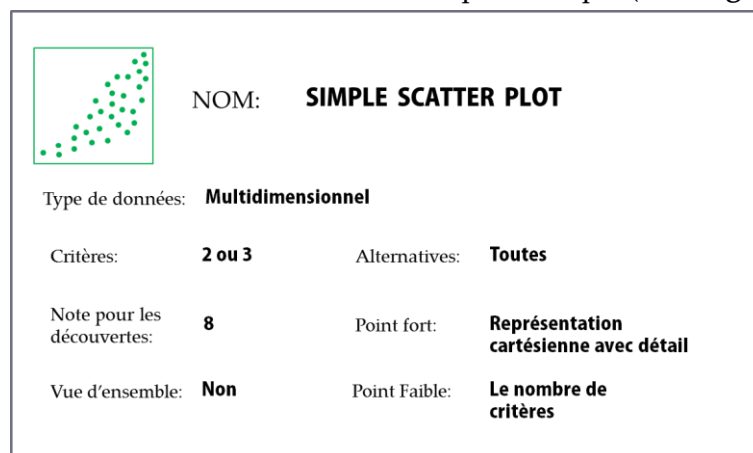 NOM: SIMPLE SCATTER PLOT
Type de données: Multidimensionnel
Critères: 2 ou 3 Alternatives: Toutes
Note pour les
découvertes: 8 Point fort: Représentation
cartésienne avec détail
Vue d'ensemble: Non Point Faible: Le nombre de
critères